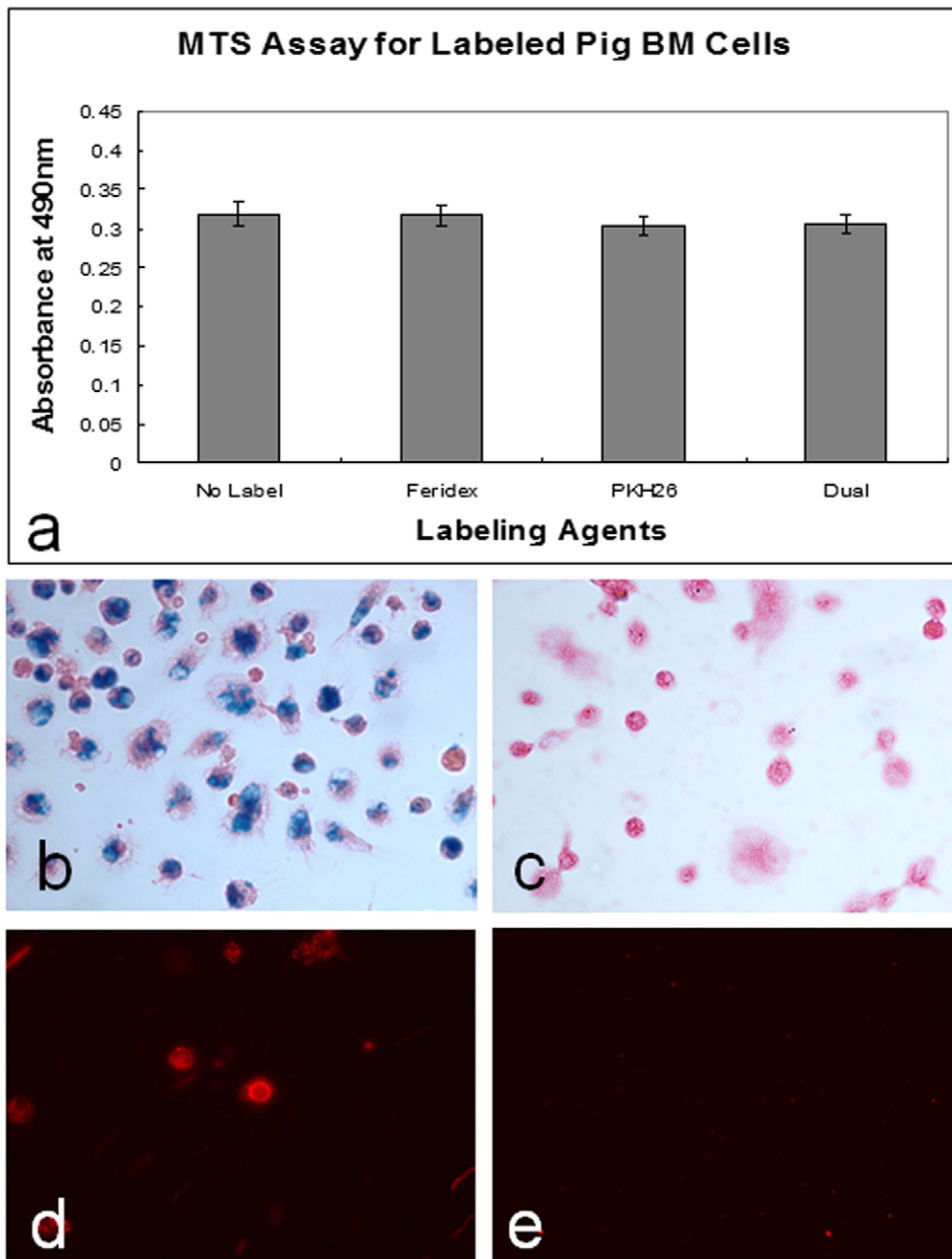 MTS Assay for Labeled Pig BM Cells
Absorbance at 490nm
0.45
0.4
0.35
0.3
0.25
0.2
0.15
0.1
0.05
0
No Label
Feridex
PKH26
Dual
Labeling Agents
a
b
c
d
e